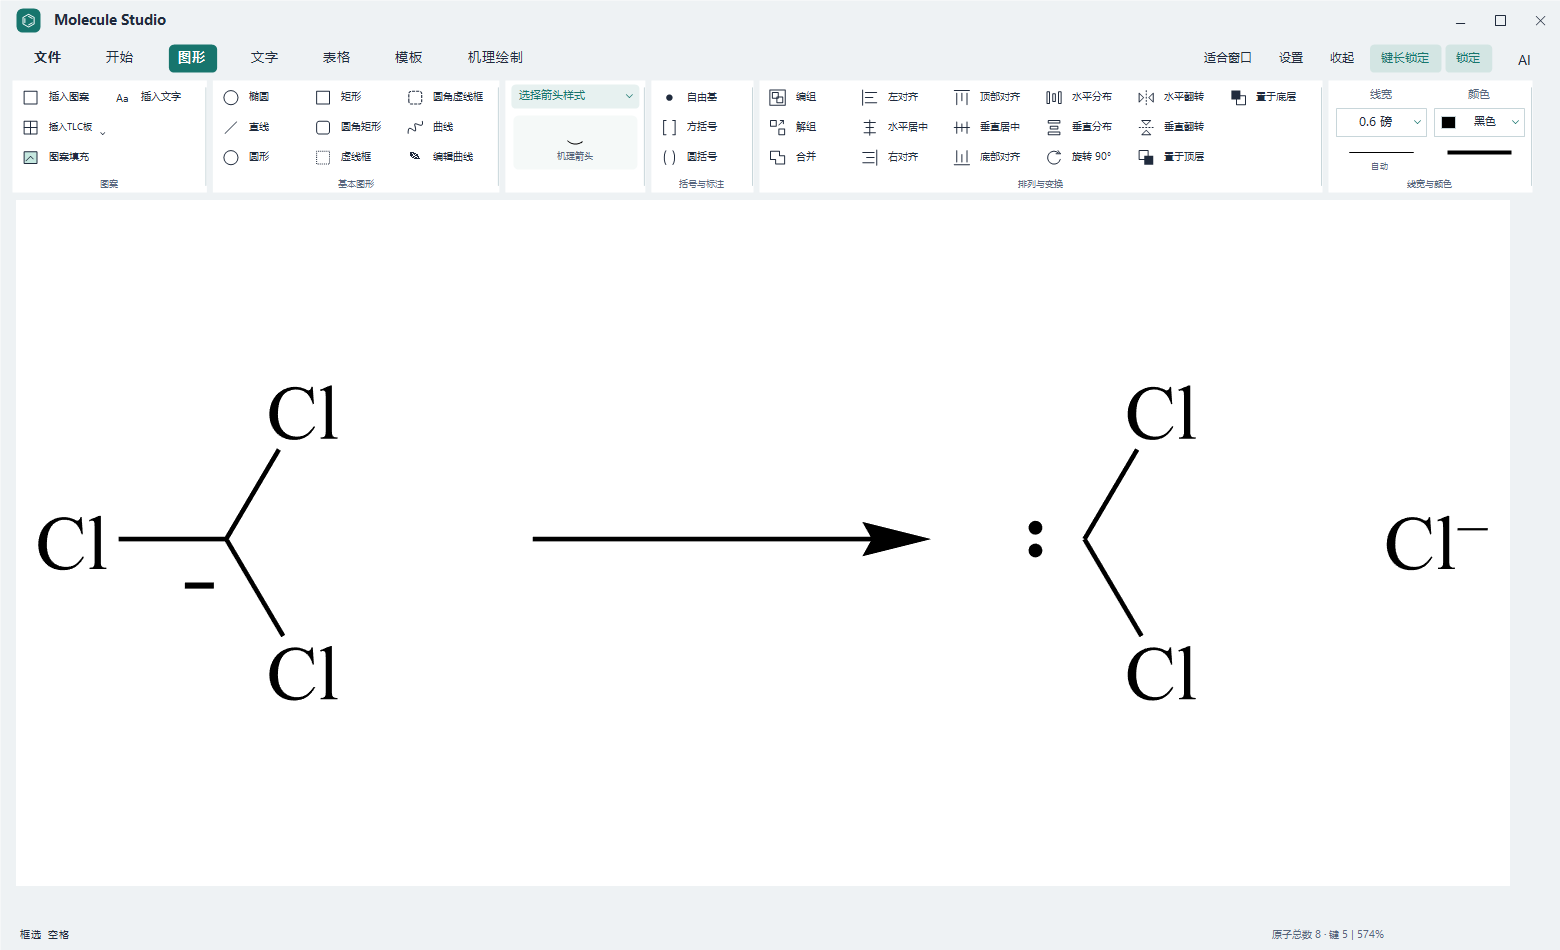 Molecule Studio
文件 开始 图形 文字 表格 模板 机理绘制 适合窗口 设置 收起 键长锁定 锁定 AI
插入图案 Aa 插入文字
插入TLC板
图案填充
图案
椭圆 矩形 圆角虚线框
直线 圆角矩形 曲线
圆形 虚线框 编辑曲线
基本图形
选择箭头样式
机理箭头
自由基
方括号
圆括号
括号与标注
编组 左对齐 顶部对齐 水平分布 水平翻转 置于底层
解组 水平居中 垂直居中 垂直分布 垂直翻转
合并 右对齐 底部对齐 旋转 90° 置于顶层
排列与变换
线宽 颜色
0.6 磅 黑色
自动
线宽与颜色
Cl Cl
Cl Cl−
Cl Cl
框选 空格 原子总数 8 · 键 5 | 574%